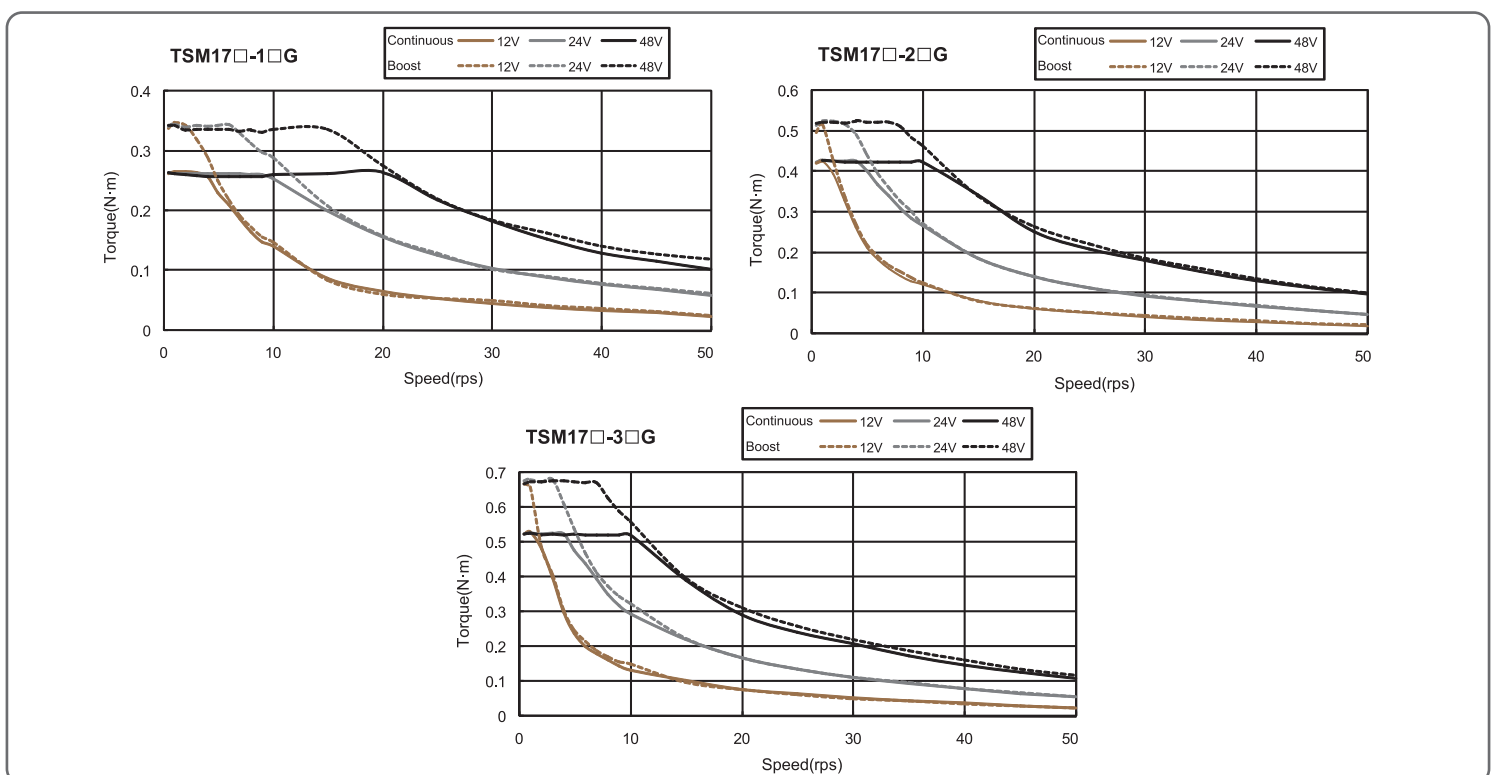 TSM17□-1□G
Continuous 12V 24V 48V
Boost 12V 24V 48V
0.4
0.3
0.2
0.1
0
Torque(N·m)
0 10 20 30 40 50
Speed(rps)
TSM17□-2□G
Continuous 12V 24V 48V
Boost 12V 24V 48V
0.6
0.5
0.4
0.3
0.2
0.1
0
Torque(N·m)
0 10 20 30 40 50
Speed(rps)
TSM17□-3□G
Continuous 12V 24V 48V
Boost 12V 24V 48V
0.7
0.6
0.5
0.4
0.3
0.2
0.1
0
Torque(N·m)
0 10 20 30 40 50
Speed(rps)